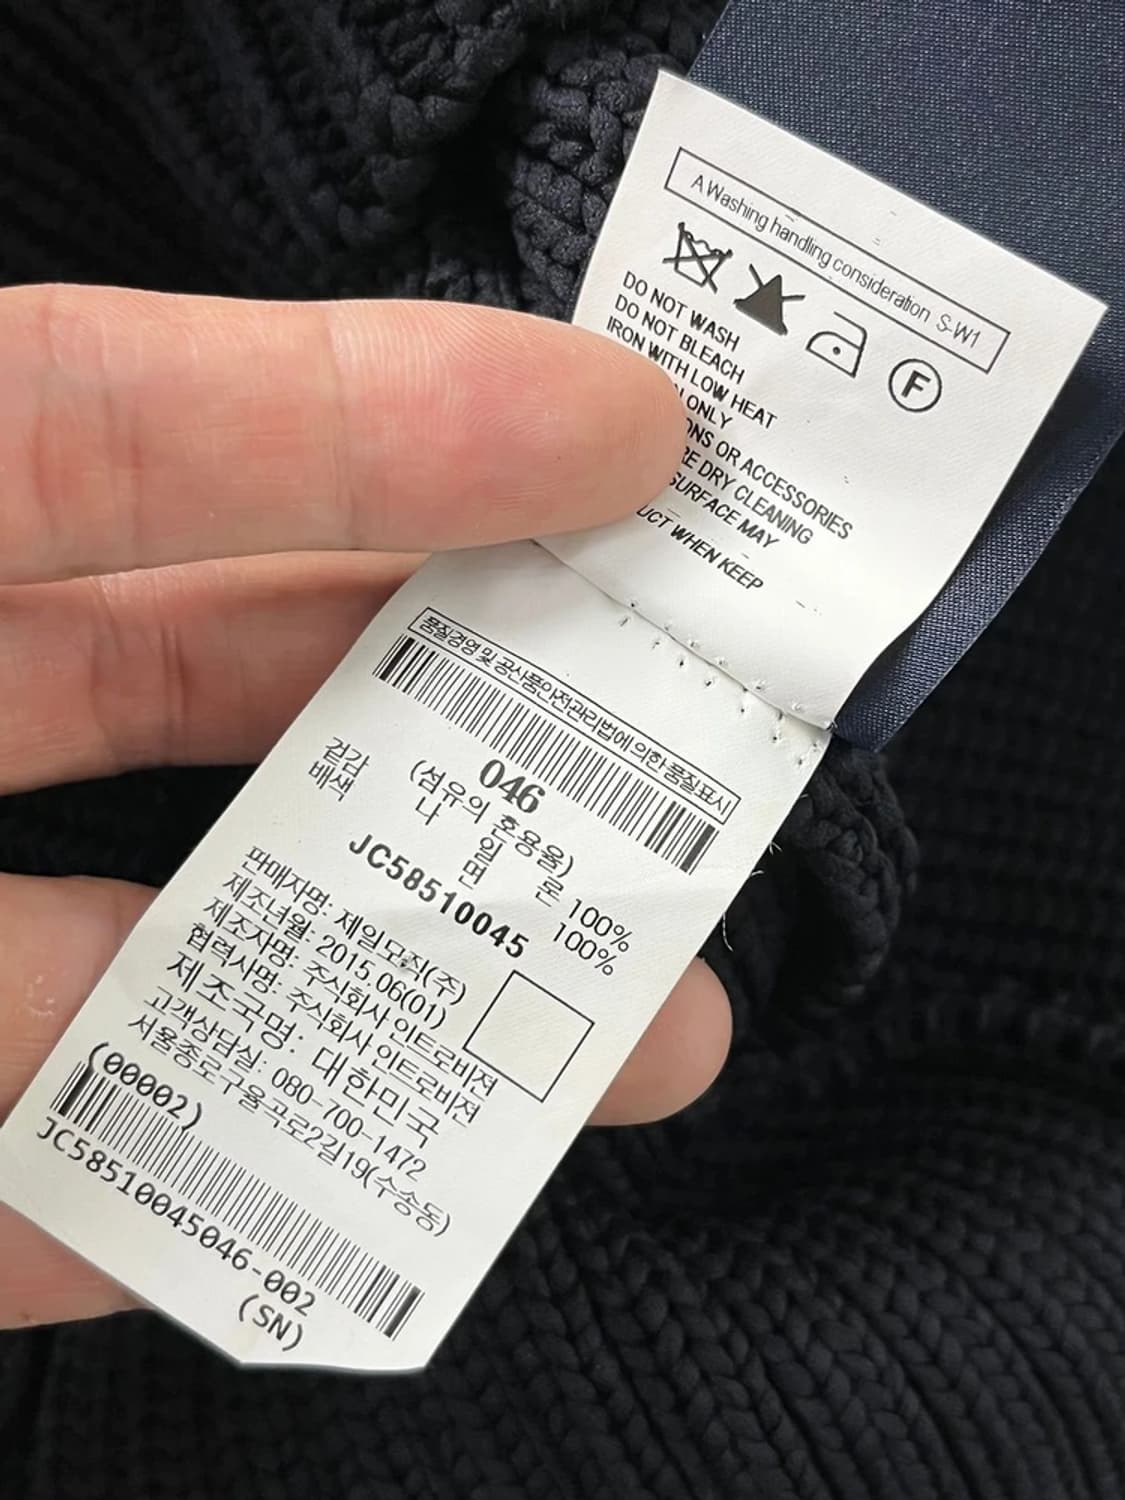 A Washing handling consideration S-W1
F
DO NOT WASH
DO NOT BLEACH
IRON WITH LOW HEAT
ONLY
OR ACCESSORIES
DRY CLEANING
SURFACE MAY
WHEN KEEP
품질경영 및 공산품안전관리법에 의한 품질표시
046
(섬유의 혼용율)
겉감 나 일 론 100%
배색 면 100%
JC58510045
판매자명: 제일모직(주)
제조년월: 2015.06(01)
제조자명: 주식회사 인트로비젼
협력사명: 주식회사 인트로비젼
제조국명: 대한민국
고객상담실: 080-700-1472
서울종로구율곡로2길19(수송동)
(00002)
JC58510045046-002
(SN)